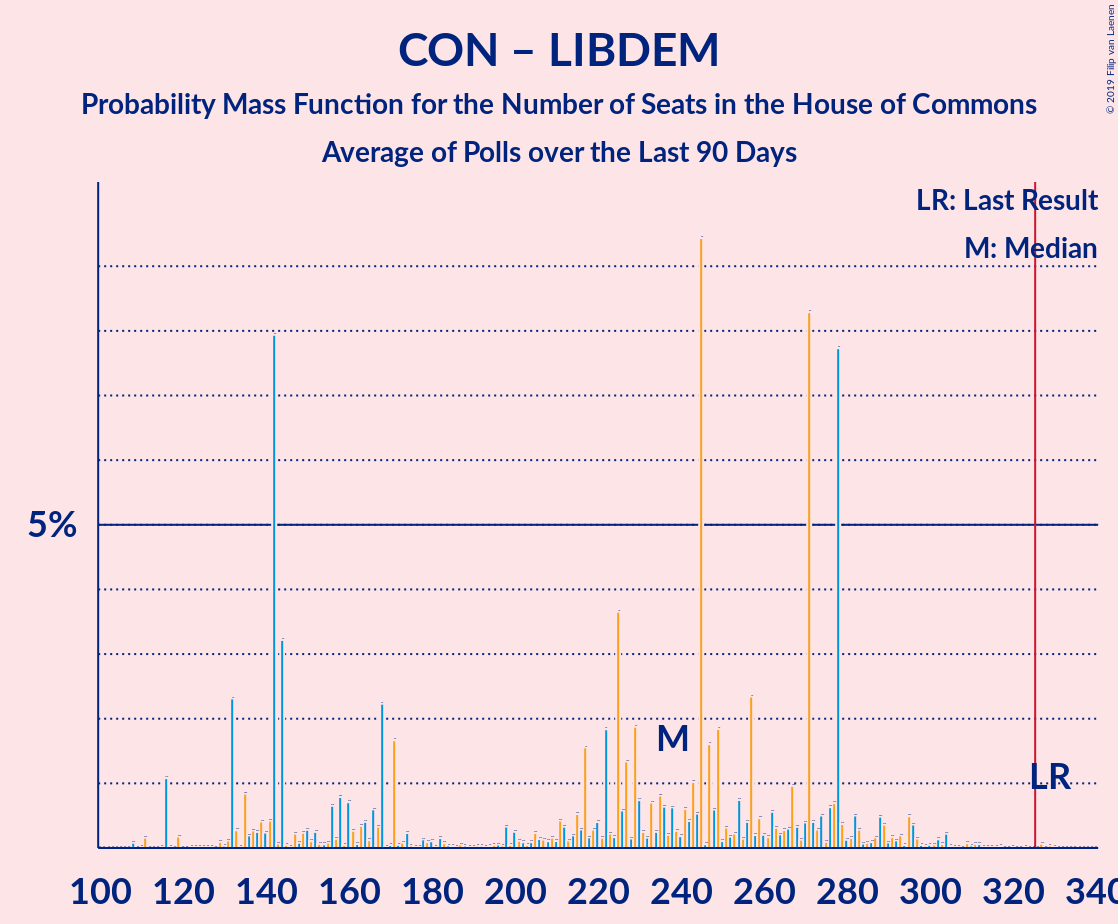 CON – LIBDEM
Probability Mass Function for the Number of Seats in the House of Commons
Average of Polls over the Last 90 Days
© 2019 Filip van Laenen
LR: Last Result
M: Median
5%
M
LR
100 120 140 160 180 200 220 240 260 280 300 320 340